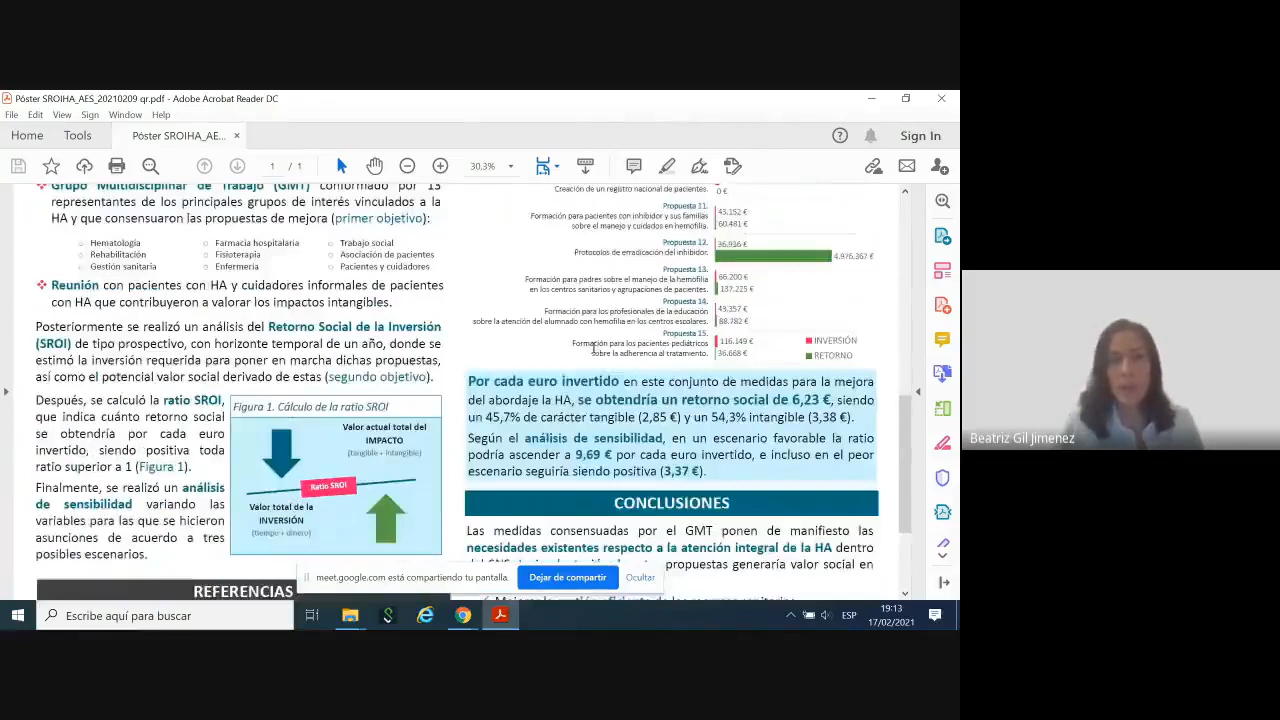 Póster SROIHA_AES_20210209 qr.pdf - Adobe Acrobat Reader DC
File Edit View Sign Window Help
Home Tools Póster SROIHA_AE... × Sign In
1 / 1 30,3%
Grupo Multidisciplinar de Trabajo (GMT) conformado por 13
representantes de los principales grupos de interés vinculados a la
HA y que consensuaron las propuestas de mejora (primer objetivo):
Hematología Farmacia hospitalaria Trabajo social
Rehabilitación Fisioterapia Asociación de pacientes
Gestión sanitaria Enfermería Pacientes y cuidadores
Reunión con pacientes con HA y cuidadores informales de pacientes
con HA que contribuyeron a valorar los impactos intangibles.
Posteriormente se realizó un análisis del Retorno Social de la Inversión
(SROI) de tipo prospectivo, con horizonte temporal de un año, donde se
estimó la inversión requerida para poner en marcha dichas propuestas,
así como el potencial valor social derivado de estas (segundo objetivo).
Después, se calculó la ratio SROI,
que indica cuánto retorno social
se obtendría por cada euro
invertido, siendo positiva toda
ratio superior a 1 (Figura 1).
Finalmente, se realizó un análisis
de sensibilidad variando las
variables para las que se hicieron
asunciones de acuerdo a tres
posibles escenarios.
Figura 1. Cálculo de la ratio SROI
Valor actual total del
IMPACTO
(tangible + intangible)
Ratio SROI
Valor total de la
INVERSIÓN
(tiempo + dinero)
REFERENCIAS
Creación de un registro nacional de pacientes.
0 €
Propuesta 11.
Formación para pacientes con inhibidor y sus familias
sobre el manejo y cuidados en hemofilia.
43.152 €
60.481 €
Propuesta 12.
Protocolos de erradicación del inhibidor.
36.936 €
4.976.367 €
Propuesta 13.
Formación para padres sobre el manejo de la hemofilia
en los centros sanitarios y agrupaciones de pacientes.
66.200 €
137.225 €
Propuesta 14.
Formación para los profesionales de la educación
sobre la atención del alumnado con hemofilia en los centros escolares.
43.357 €
88.782 €
Propuesta 15.
Formación para los pacientes pediátricos
sobre la adherencia al tratamiento.
116.149 €
36.668 €
INVERSIÓN
RETORNO
Por cada euro invertido en este conjunto de medidas para la mejora
del abordaje la HA, se obtendría un retorno social de 6,23 €, siendo
un 45,7% de carácter tangible (2,85 €) y un 54,3% intangible (3,38 €).
Según el análisis de sensibilidad, en un escenario favorable la ratio
podría ascender a 9,69 € por cada euro invertido, e incluso en el peor
escenario seguiría siendo positiva (3,37 €).
CONCLUSIONES
Las medidas consensuadas por el GMT ponen de manifiesto las
necesidades existentes respecto a la atención integral de la HA dentro
propuestas generaría valor social en
meet.google.com está compartiendo tu pantalla. Dejar de compartir Ocultar
Escribe aquí para buscar
ESP
19:13
17/02/2021
Beatriz Gil Jimenez